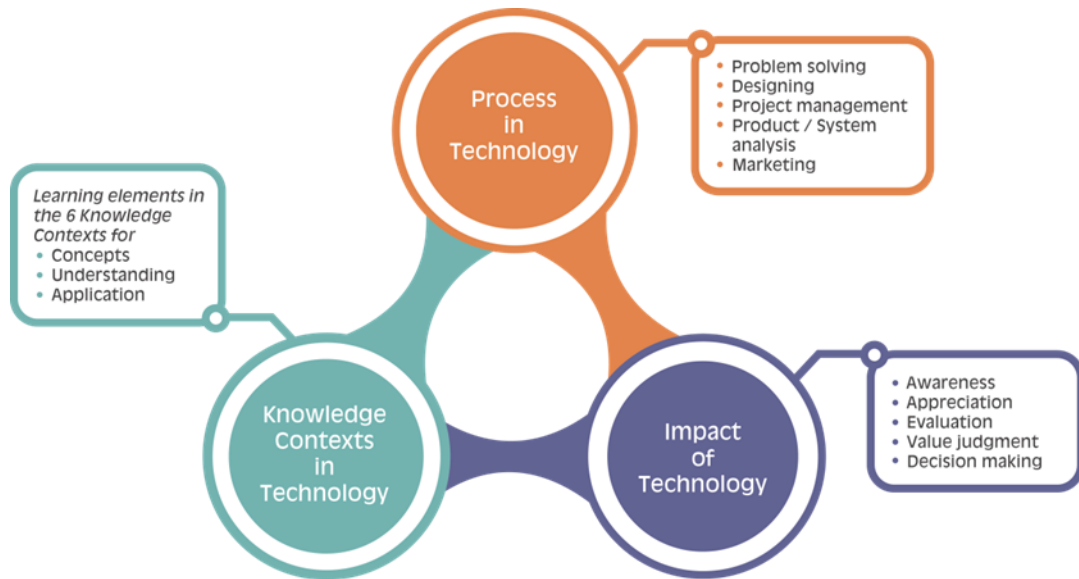 Process
in
Technology
• Problem solving
• Designing
• Project management
• Product / System
analysis
• Marketing
Learning elements in
the 6 Knowledge
Contexts for
• Concepts
• Understanding
• Application
Knowledge
Contexts
in
Technology
Impact
of
Technology
• Awareness
• Appreciation
• Evaluation
• Value judgment
• Decision making